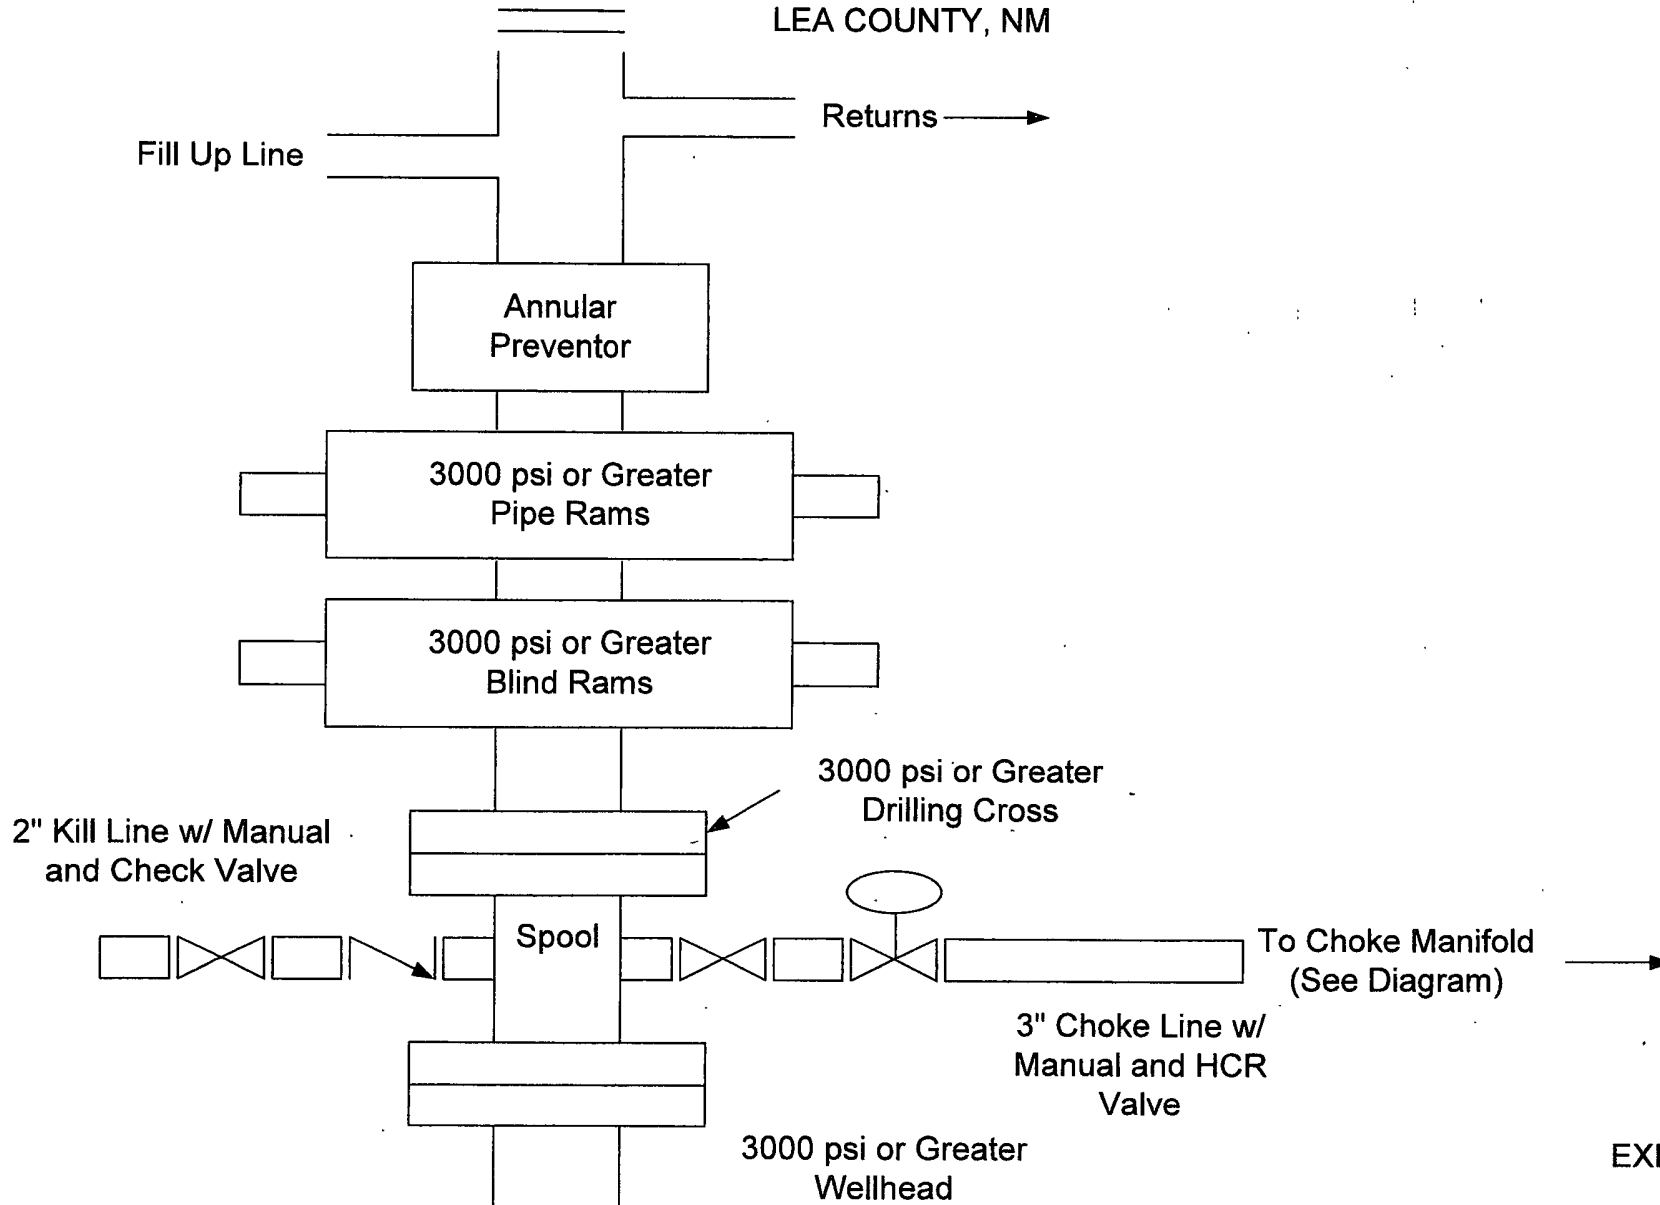 LEA COUNTY, NM
Returns
Fill Up Line
Annular
Preventor
3000 psi or Greater
Pipe Rams
3000 psi or Greater
Blind Rams
3000 psi or Greater
Drilling Cross
2" Kill Line w/ Manual
and Check Valve
Spool
To Choke Manifold
(See Diagram)
3" Choke Line w/
Manual and HCR
Valve
3000 psi or Greater
Wellhead